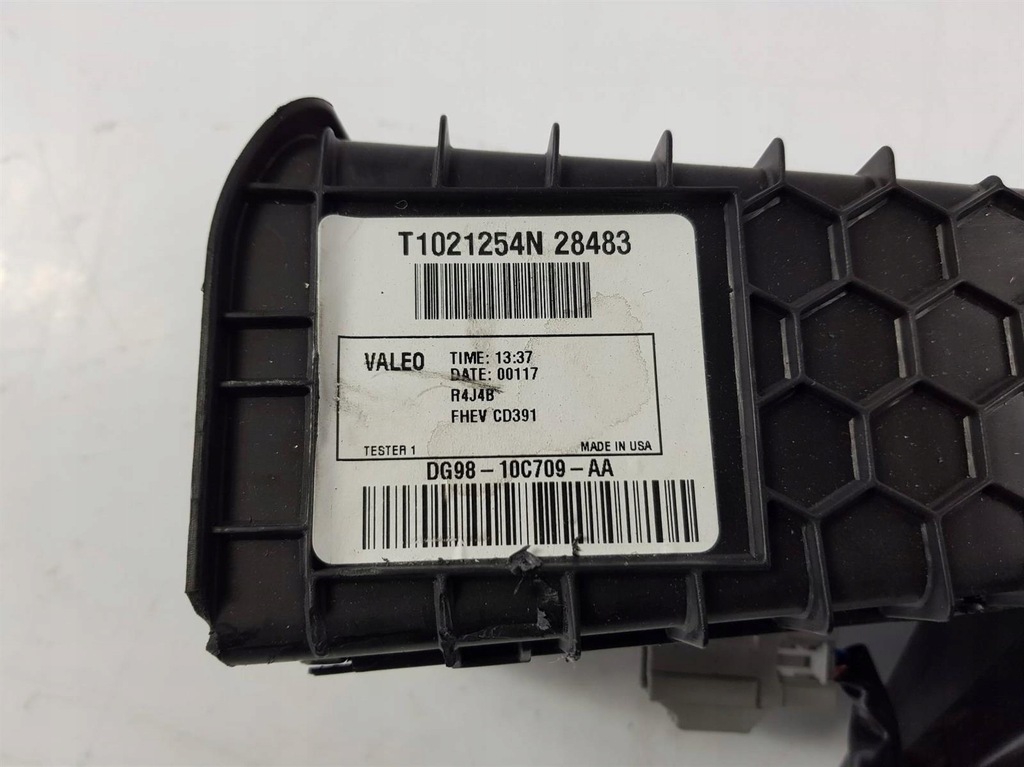 T1021254N 28483
VALEO
TIME: 13:37
DATE: 00117
R4J4B
FHEV CD391
TESTER 1
MADE IN USA
DG98-10C709-AA